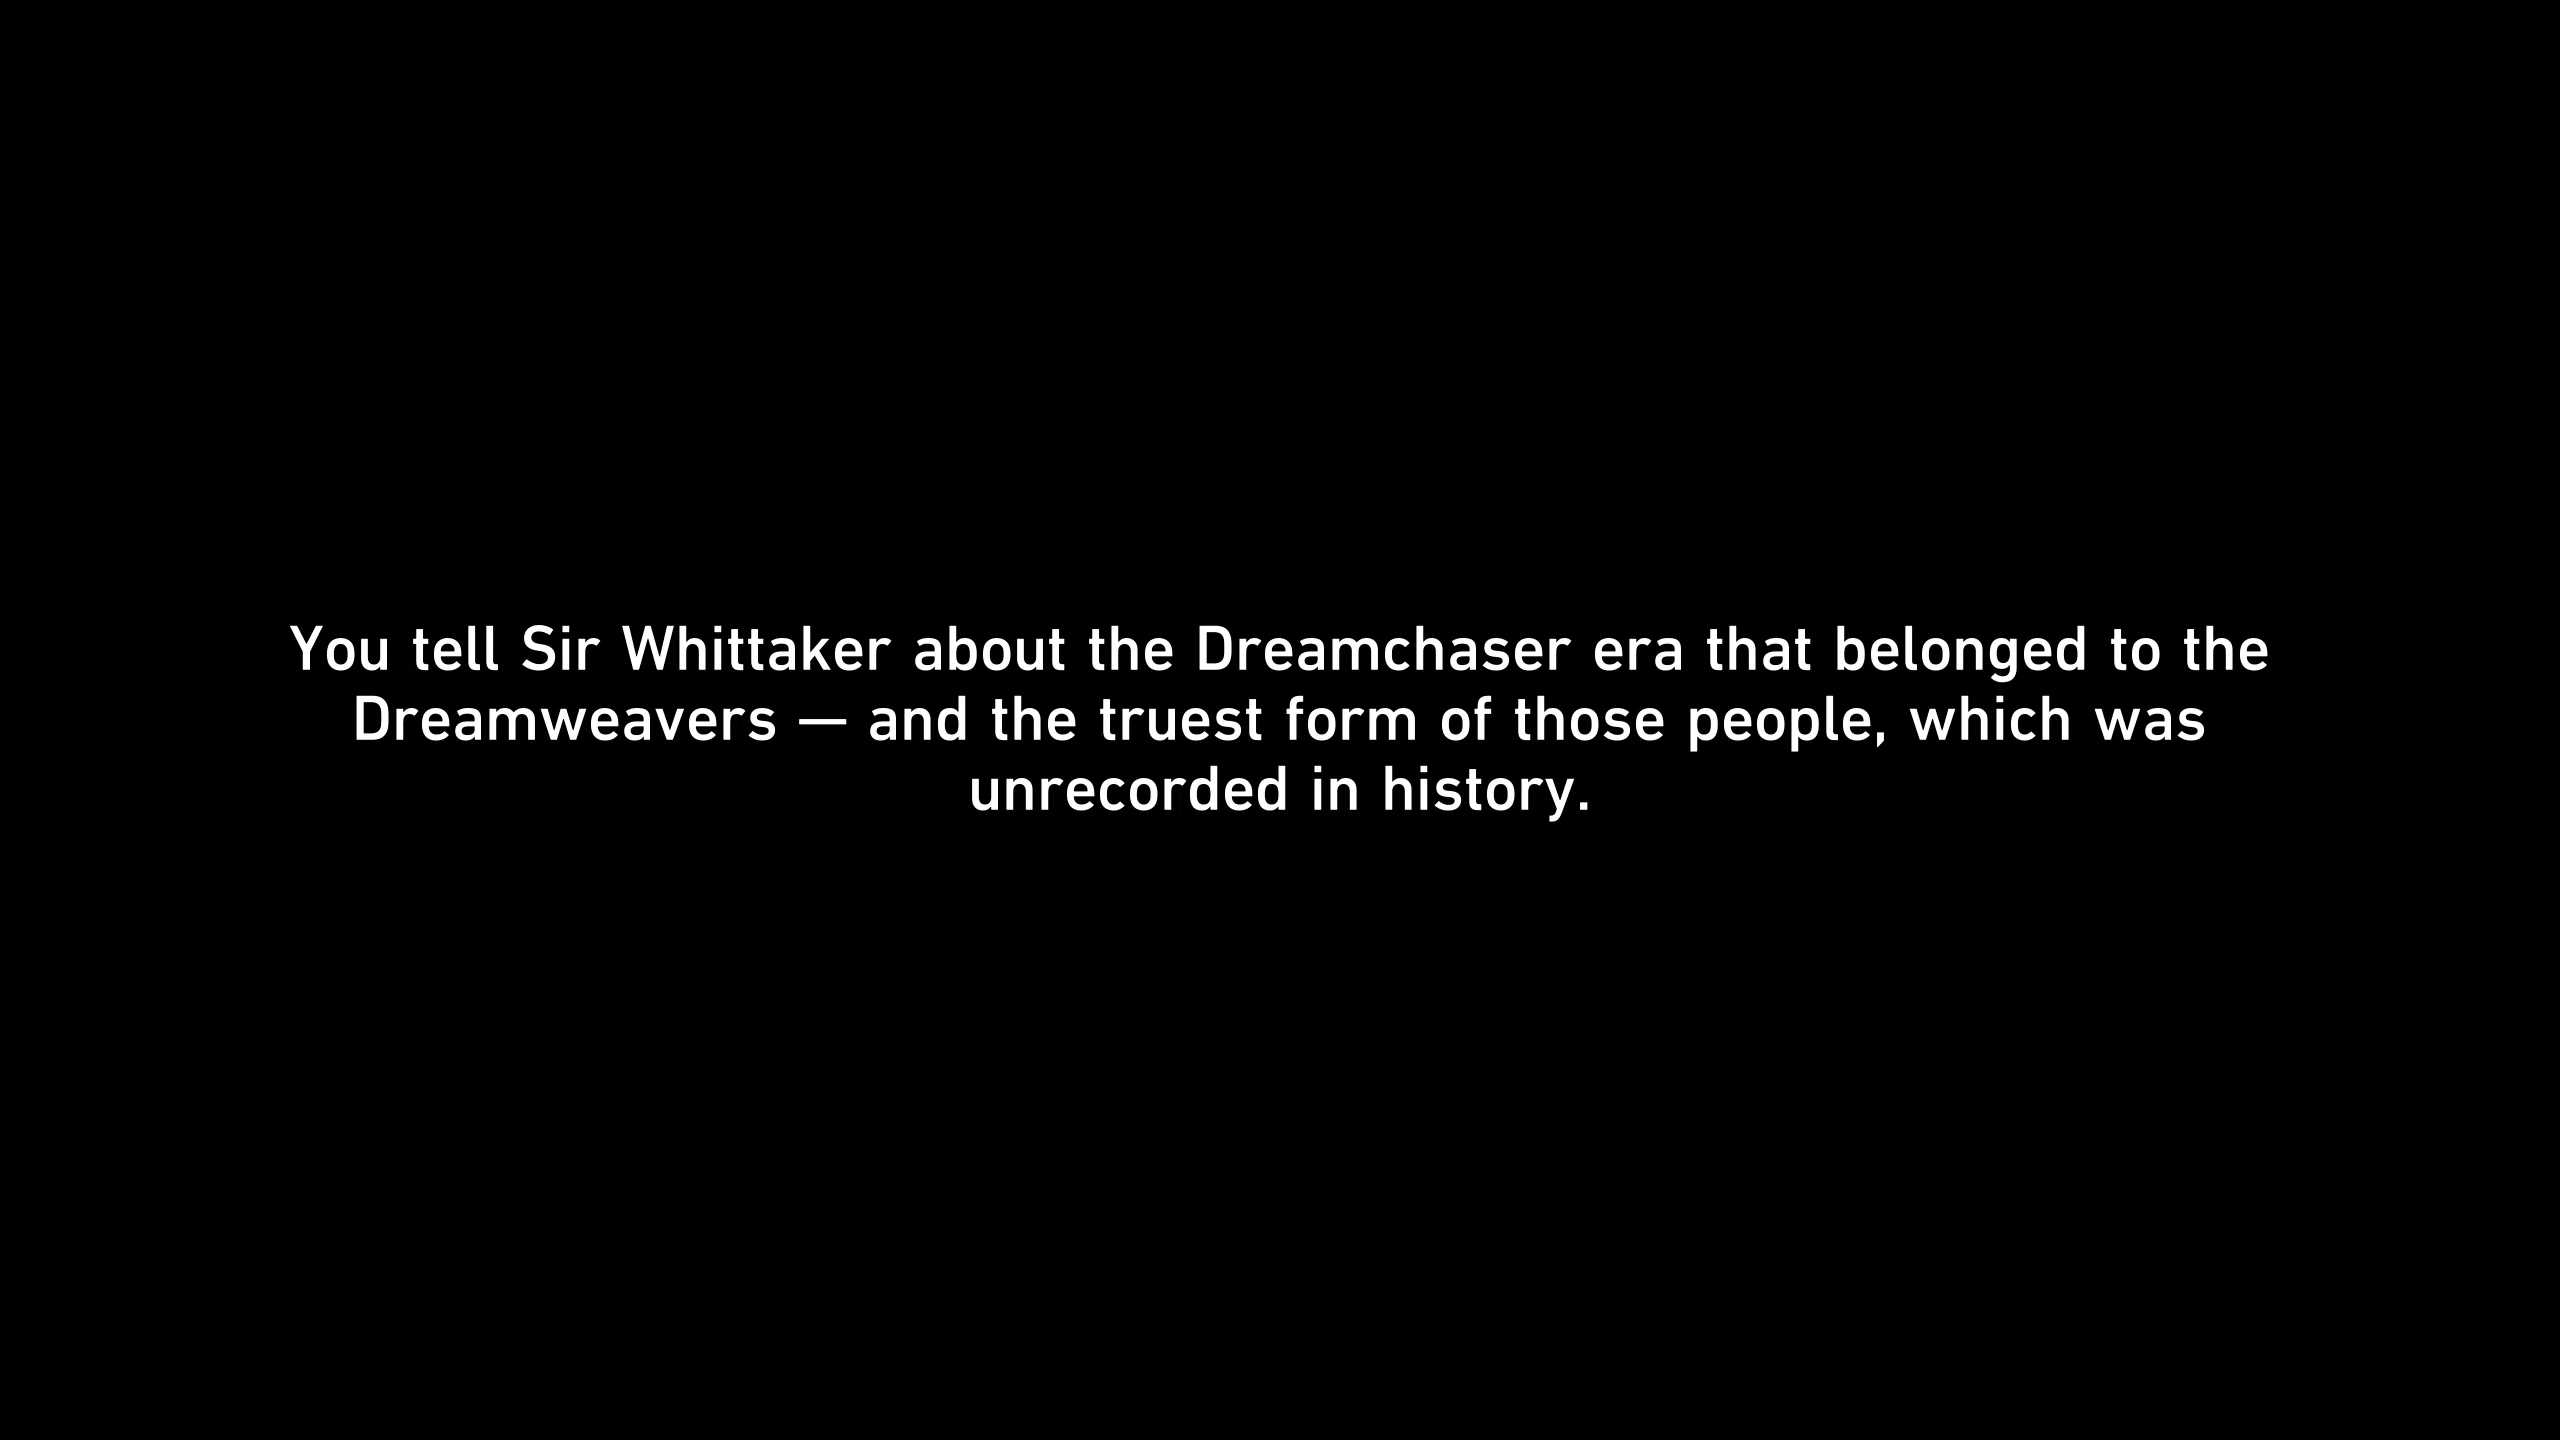 You tell Sir Whittaker about the Dreamchaser era that belonged to the
Dreamweavers — and the truest form of those people, which was
unrecorded in history.